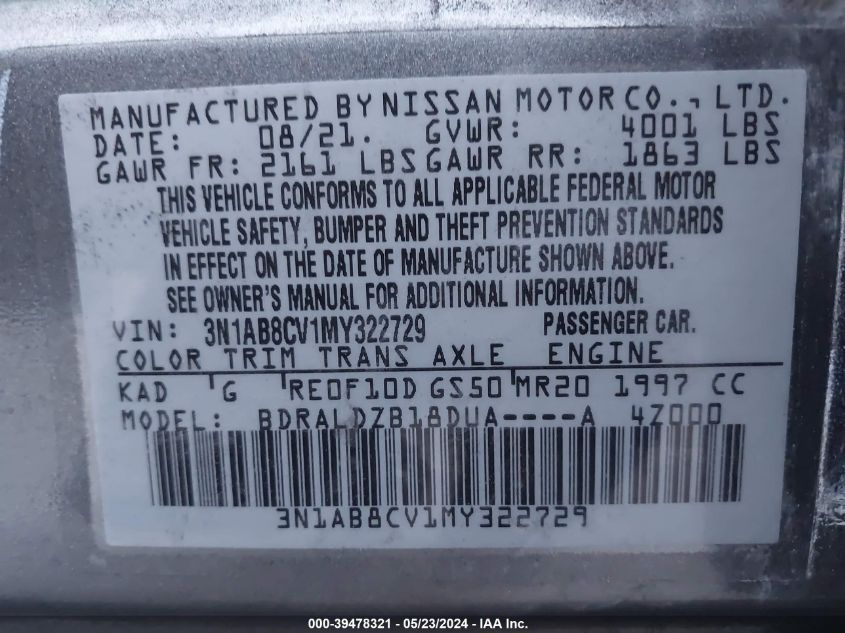 MANUFACTURED BY NISSAN MOTOR CO., LTD.
DATE: 08/21. GVWR: 4001 LBS
GAWR FR: 2161 LBS GAWR RR: 1863 LBS
THIS VEHICLE CONFORMS TO ALL APPLICABLE FEDERAL MOTOR
VEHICLE SAFETY, BUMPER AND THEFT PREVENTION STANDARDS
IN EFFECT ON THE DATE OF MANUFACTURE SHOWN ABOVE.
SEE OWNER'S MANUAL FOR ADDITIONAL INFORMATION.
VIN: 3N1AB8CV1MY322729 PASSENGER CAR.
COLOR TRIM TRANS AXLE ENGINE
KAD G RE0F10D GS50 MR20 1997 CC
MODEL: BDRALDZB18DUA----A 4Z000
3N1AB8CV1MY322729
000-39478321 - 05/23/2024 - IAA Inc.